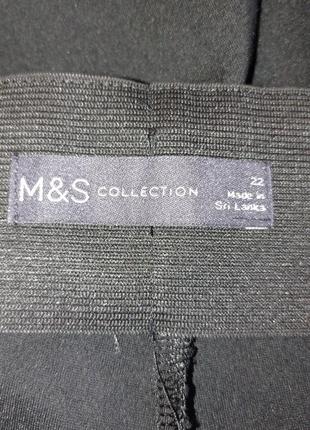 M&S COLLECTION
22
Made in
Sri Lanka